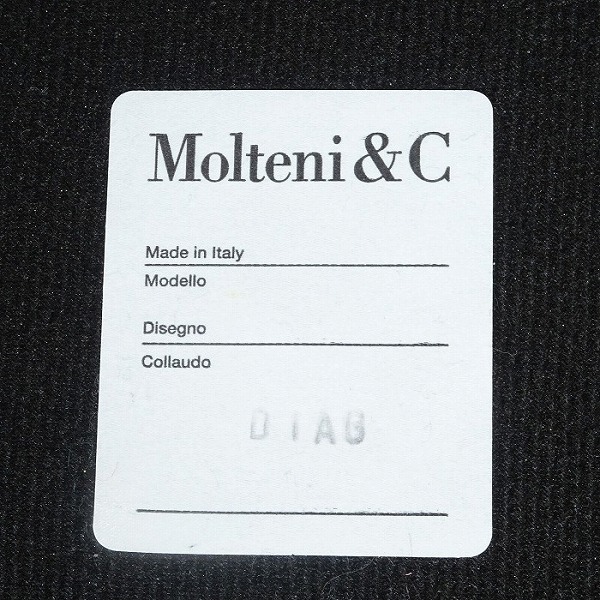 Molteni&C
Made in Italy
Modello
Disegno
Collaudo
DIAG